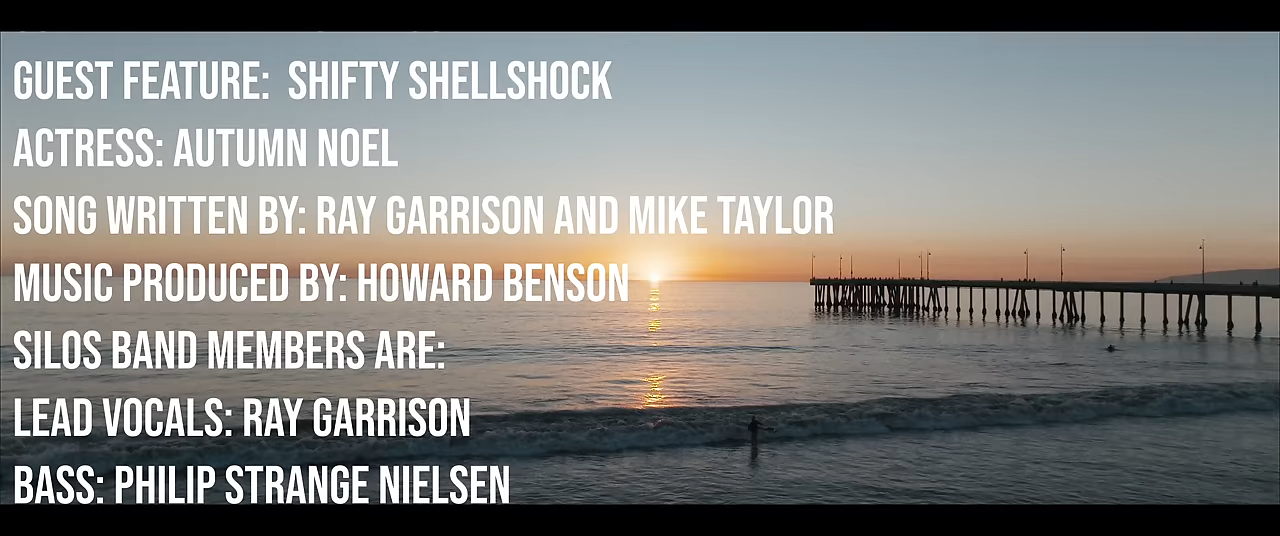 GUEST FEATURE:  SHIFTY SHELLSHOCK
ACTRESS: AUTUMN NOEL
SONG WRITTEN BY: RAY GARRISON AND MIKE TAYLOR
MUSIC PRODUCED BY: HOWARD BENSON
SILOS BAND MEMBERS ARE:
LEAD VOCALS: RAY GARRISON
BASS: PHILIP STRANGE NIELSEN